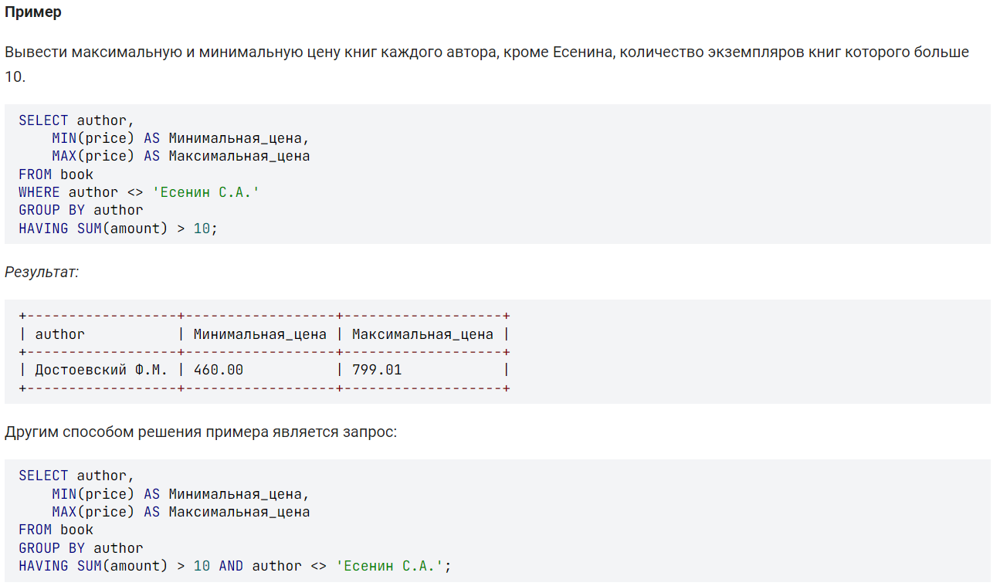 Пример
Вывести максимальную и минимальную цену книг каждого автора, кроме Есенина, количество экземпляров книг которого больше
10.
SELECT author,
    MIN(price) AS Минимальная_цена,
    MAX(price) AS Максимальная_цена
FROM book
WHERE author <> 'Есенин С.А.'
GROUP BY author
HAVING SUM(amount) > 10;
Результат:
+------------------+------------------+-------------------+
| author           | Минимальная_цена | Максимальная_цена |
+------------------+------------------+-------------------+
| Достоевский Ф.М. | 460.00           | 799.01            |
+------------------+------------------+-------------------+
Другим способом решения примера является запрос:
SELECT author,
    MIN(price) AS Минимальная_цена,
    MAX(price) AS Максимальная_цена
FROM book
GROUP BY author
HAVING SUM(amount) > 10 AND author <> 'Есенин С.А.';